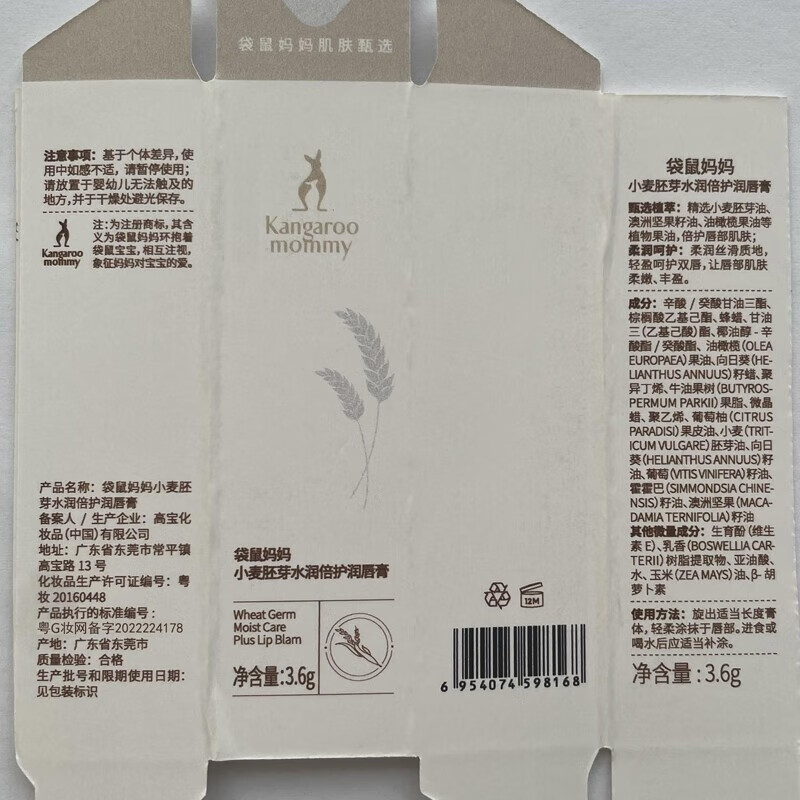 袋鼠妈妈肌肤甄选
注意事项：基于个体差异，使
用中如感不适，请暂停使用；
请放置于婴幼儿无法触及的
地方，并于干燥处避光保存。
Kangaroo
mommy
注：为注册商标，其含
义为袋鼠妈妈环抱着
袋鼠宝宝，相互注视，
象征妈妈对宝宝的爱。
产品名称：袋鼠妈妈小麦胚
芽水润倍护润唇膏
备案人 / 生产企业：高宝化
妆品(中国)有限公司
地址：广东省东莞市常平镇
高宝路 13 号
化妆品生产许可证编号：粤
妆 20160448
产品执行的标准编号：
粤G妆网备字2022224178
产地：广东省东莞市
质量检验：合格
生产批号和限期使用日期：
见包装标识
Kangaroo
mommy
袋鼠妈妈
小麦胚芽水润倍护润唇膏
Wheat Germ
Moist Care
Plus Lip Blam
净含量:3.6g
12M
6 954074 598168
袋鼠妈妈
小麦胚芽水润倍护润唇膏
甄选植萃：精选小麦胚芽油、
澳洲坚果籽油、油橄榄果油等
植物果油，倍护唇部肌肤；
柔润呵护：柔润丝滑质地，
轻盈呵护双唇，让唇部肌肤
柔嫩、丰盈。
成分：辛酸 / 癸酸甘油三酯、
棕榈酸乙基己酯、蜂蜡、甘油
三(乙基己酸)酯、椰油醇 - 辛
酸酯 / 癸酸酯、油橄榄(OLEA
EUROPAEA)果油、向日葵(HE-
LIANTHUS ANNUUS)籽蜡、聚
异丁烯、牛油果树(BUTYROS-
PERMUM PARKII)果脂、微晶
蜡、聚乙烯、葡萄柚(CITRUS
PARADISI)果皮油、小麦(TRIT-
ICUM VULGARE)胚芽油、向日
葵(HELIANTHUS ANNUUS)籽
油、葡萄(VITIS VINIFERA)籽油、
霍霍巴(SIMMONDSIA CHINE-
NSIS)籽油、澳洲坚果(MACA-
DAMIA TERNIFOLIA)籽油
其他微量成分：生育酚(维生
素 E)、乳香(BOSWELLIA CAR-
TERII)树脂提取物、亚油酸、
水、玉米(ZEA MAYS)油、β- 胡
萝卜素
使用方法：旋出适当长度膏
体，轻柔涂抹于唇部。进食或
喝水后应适当补涂。
净含量：3.6g